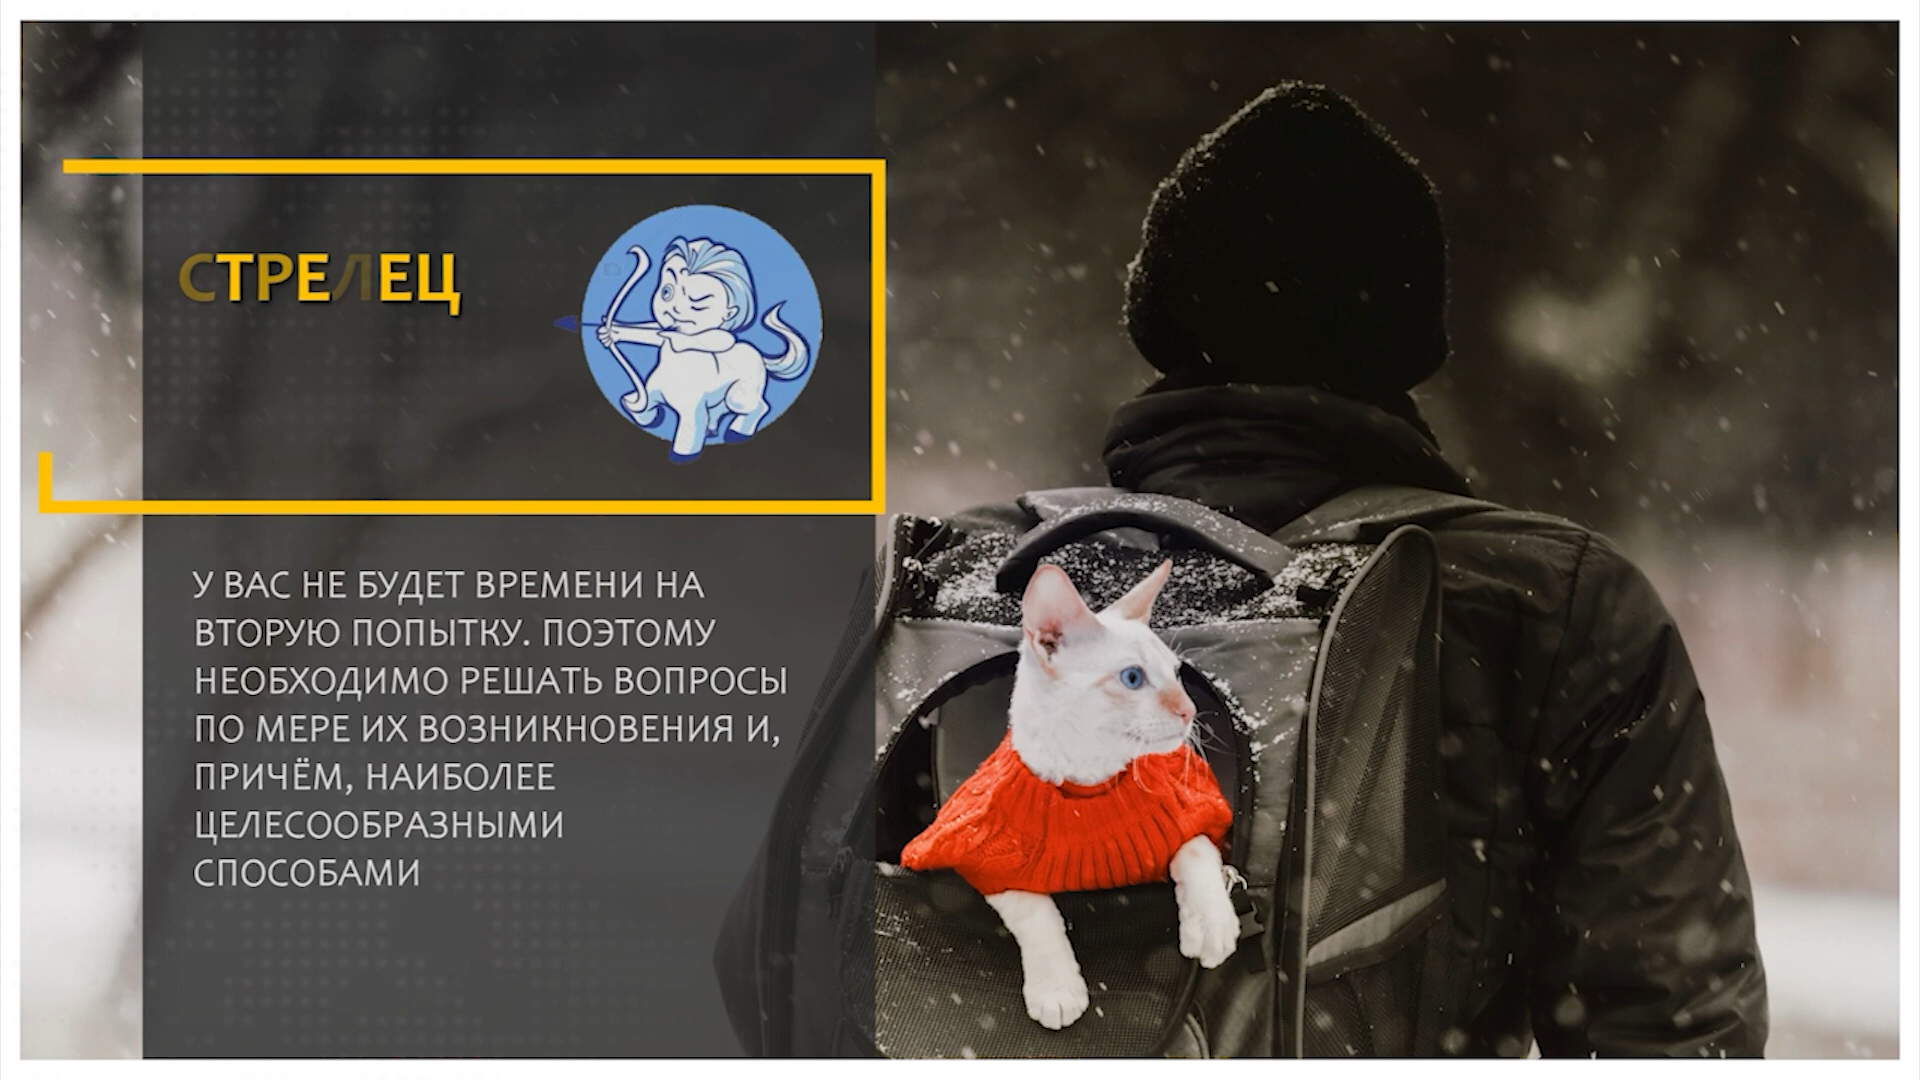 СТРЕЛЕЦ
У ВАС НЕ БУДЕТ ВРЕМЕНИ НА
ВТОРУЮ ПОПЫТКУ. ПОЭТОМУ
НЕОБХОДИМО РЕШАТЬ ВОПРОСЫ
ПО МЕРЕ ИХ ВОЗНИКНОВЕНИЯ И,
ПРИЧЁМ, НАИБОЛЕЕ
ЦЕЛЕСООБРАЗНЫМИ
СПОСОБАМИ